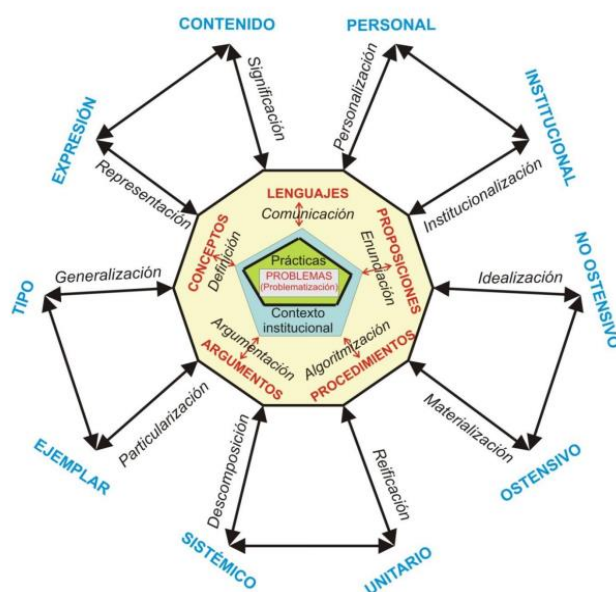 CONTENIDO
PERSONAL
EXPRESIÓN
Significación
Personalización
INSTITUCIONAL
Representación
Institucionalización
LENGUAJES
Comunicación
CONCEPTOS
Definición
PROPOSICIONES
Enunciación
Prácticas
PROBLEMAS
(Problematización)
Contexto
institucional
TIPO
Generalización
Idealización
NO OSTENSIVO
Argumentación
ARGUMENTOS
Algoritmización
PROCEDIMIENTOS
EJEMPLAR
Particularización
Materialización
OSTENSIVO
Descomposición
Reificación
SISTÉMICO
UNITARIO